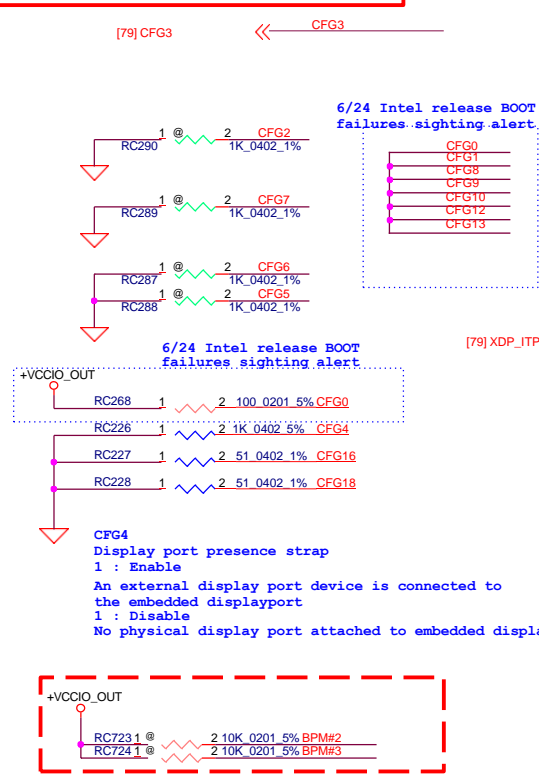 [79] CFG3 CFG3
6/24 Intel release BOOT
failures sighting alert
CFG0
CFG1
CFG8
CFG9
CFG10
CFG12
CFG13
1 @ 2 CFG2
RC290 1K_0402_1%
1 @ 2 CFG7
RC289 1K_0402_1%
1 @ 2 CFG6
RC287 1K_0402_1%
1 @ 2 CFG5
RC288 1K_0402_1%
[79] XDP_ITP
6/24 Intel release BOOT
failures sighting alert
+VCCIO_OUT
RC268 1 2 100_0201_5% CFG0
RC226 1 2 1K_0402_5% CFG4
RC227 1 2 51_0402_1% CFG16
RC228 1 2 51_0402_1% CFG18
CFG4
Display port presence strap
1 : Enable
An external display port device is connected to
the embedded displayport
1 : Disable
No physical display port attached to embedded displa
+VCCIO_OUT
RC723 1 @ 2 10K_0201_5% BPM#2
RC724 1 @ 2 10K_0201_5% BPM#3